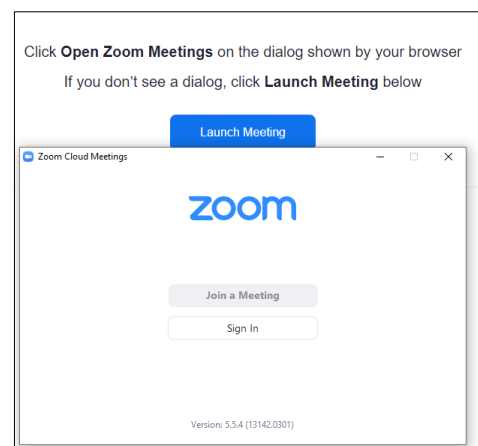 Click Open Zoom Meetings on the dialog shown by your browser
If you don't see a dialog, click Launch Meeting below
Launch Meeting
Zoom Cloud Meetings
zoom
Join a Meeting
Sign In
Version: 5.5.4 (13142.0301)